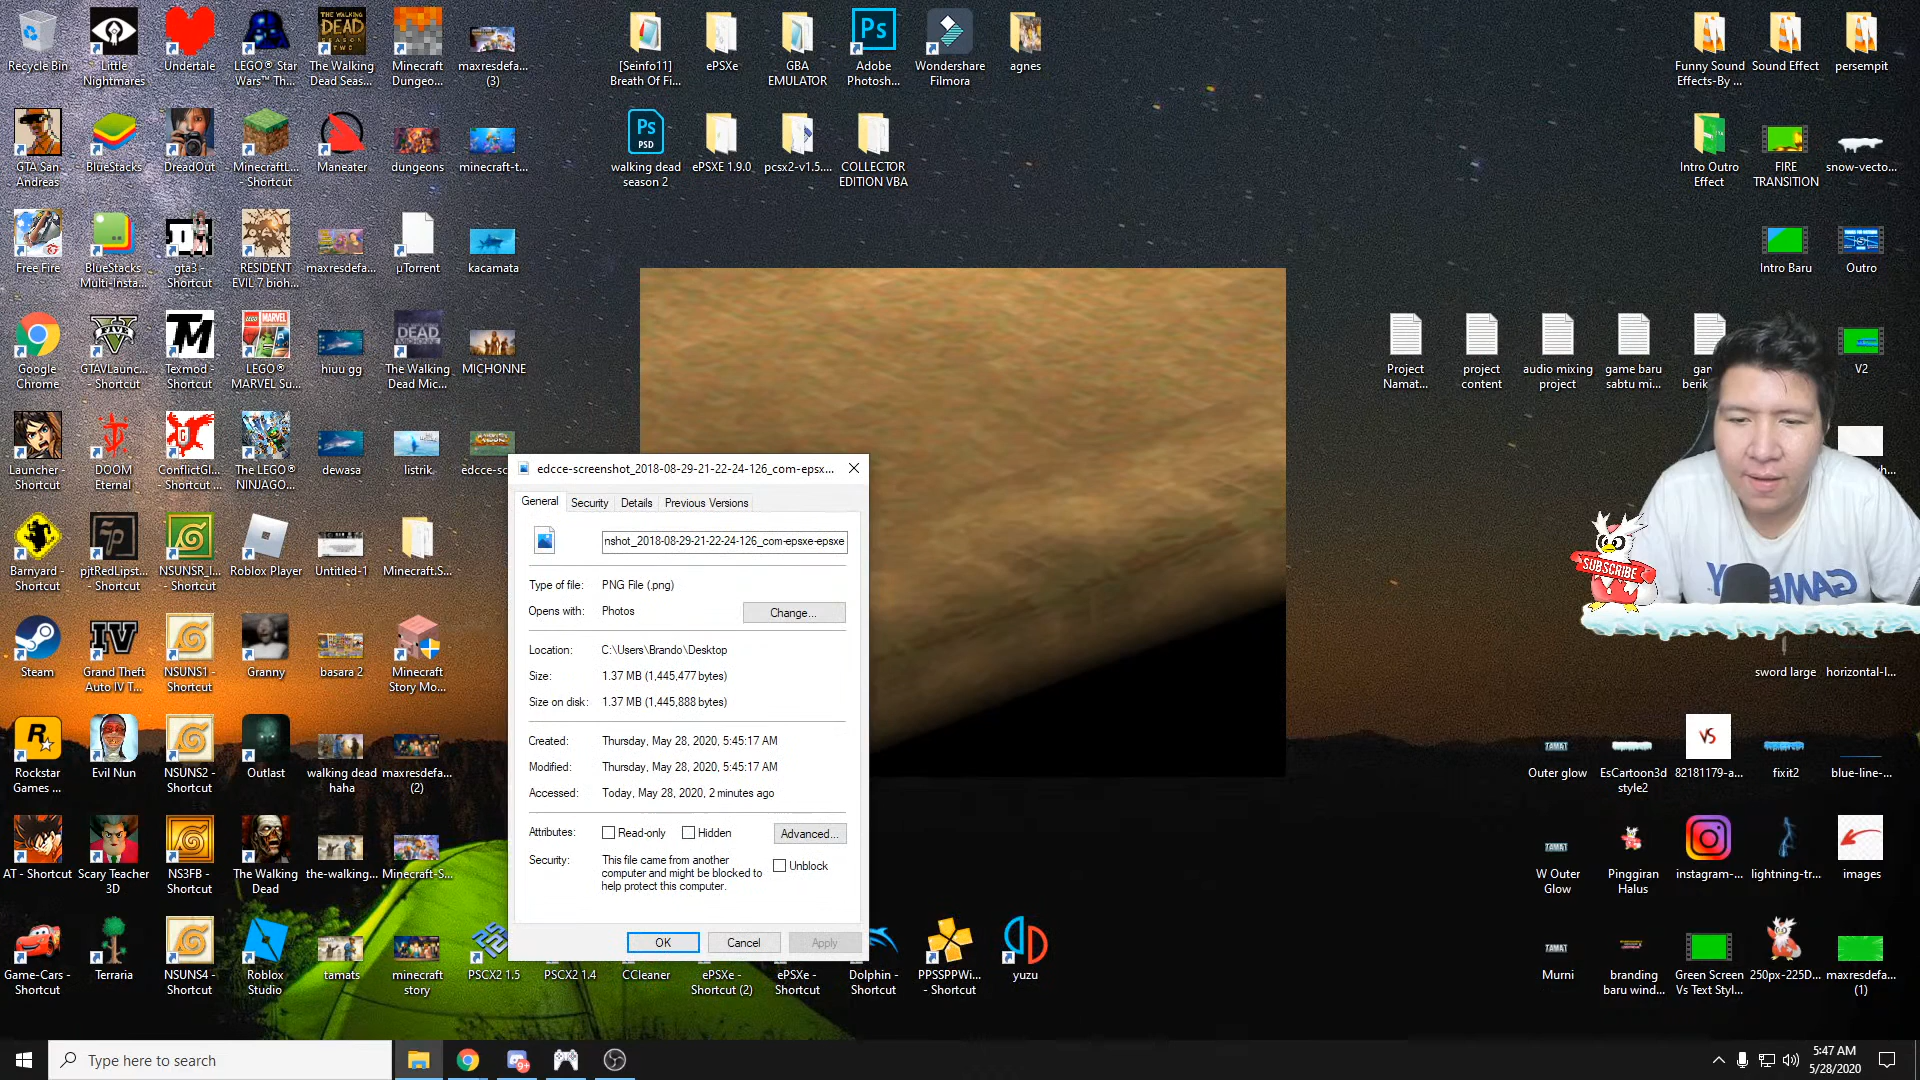 Recycle Bin
Little
Nightmares
Undertale
LEGO® Star
Wars™ Th...
The Walking
Dead Seas...
Minecraft
Dungeo...
maxresdefa...
(3)
[Seinfo11]
Breath Of Fi...
ePSXe
GBA
EMULATOR
Adobe
Photosh...
Wondershare
Filmora
agnes
Funny Sound
Effects-By ...
Sound Effect
persempit
GTA San
Andreas
BlueStacks
DreadOut
MinecraftL...
- Shortcut
Maneater
dungeons
minecraft-t...
walking dead
season 2
ePSXE 1.9.0
pcsx2-v1.5....
COLLECTOR
EDITION VBA
Intro Outro
Effect
FIRE
TRANSITION
snow-vecto...
Free Fire
BlueStacks
Multi-Insta...
gta3 -
Shortcut
RESIDENT
EVIL 7 bioh...
maxresdefa...
µTorrent
kacamata
Intro Baru
Outro
Google
Chrome
GTAVLaunc...
- Shortcut
Texmod -
Shortcut
LEGO®
MARVEL Su...
hiuu gg
The Walking
Dead Mic...
MICHONNE
Project
Namat...
project
content
audio mixing
project
game baru
sabtu mi...
V2
Launcher -
Shortcut
DOOM
Eternal
ConflictGl...
- Shortcut
The LEGO®
NINJAGO...
dewasa
listrik
edcce-sc...
edcce-screenshot_2018-08-29-21-22-24-126_com-epsx...
General
Security
Details
Previous Versions
nshot_2018-08-29-21-22-24-126_com-epsxe-epsxe
Type of file: PNG File (.png)
Opens with: Photos
Change...
Location: C:\Users\Brando\Desktop
Size: 1.37 MB (1,445,477 bytes)
Size on disk: 1.37 MB (1,445,888 bytes)
Created: Thursday, May 28, 2020, 5:45:17 AM
Modified: Thursday, May 28, 2020, 5:45:17 AM
Accessed: Today, May 28, 2020, 2 minutes ago
Attributes: Read-only Hidden Advanced...
Security: This file came from another
computer and might be blocked to
help protect this computer.
Unblock
OK
Cancel
Apply
SUBSCRIBE
Barnyard -
Shortcut
pjtRedLipst...
- Shortcut
NSUNSR_l...
- Shortcut
Roblox Player
Untitled-1
Minecraft.S...
Steam
Grand Theft
Auto IV T...
NSUNS1 -
Shortcut
Granny
basara 2
Minecraft
Story Mo...
sword large
horizontal-l...
Rockstar
Games ...
Evil Nun
NSUNS2 -
Shortcut
Outlast
walking dead
haha
maxresdefa...
(2)
Outer glow
EsCartoon3d
style2
82181179-a...
fixit2
blue-line-...
AT - Shortcut
Scary Teacher
3D
NS3FB -
Shortcut
The Walking
Dead
the-walking...
Minecraft-S...
W Outer
Glow
Pinggiran
Halus
instagram-...
lightning-tr...
images
Game-Cars -
Shortcut
Terraria
NSUNS4 -
Shortcut
Roblox
Studio
tamats
minecraft
story
PSCX2 1.5
PSCX2 1.4
CCleaner
ePSXe -
Shortcut (2)
ePSXe -
Shortcut
Dolphin -
Shortcut
PPSSPPWi...
- Shortcut
yuzu
Murni
branding
baru wind...
Green Screen
Vs Text Styl...
250px-225D...
maxresdefa...
(1)
Type here to search
5:47 AM
5/28/2020